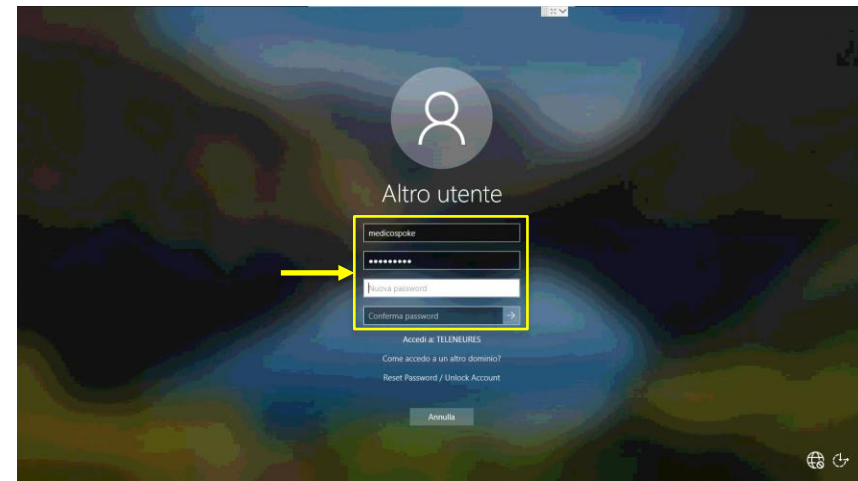 Altro utente
medicospoke
Nuova password
Conferma password
Accedi a: TELENEURES
Come accedo a un altro dominio?
Reset Password / Unlock Account
Annulla